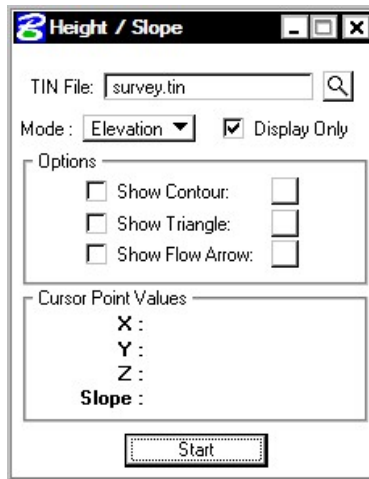 Height / Slope
TIN File: survey.tin
Mode : Elevation Display Only
Options
Show Contour:
Show Triangle:
Show Flow Arrow:
Cursor Point Values
X :
Y :
Z :
Slope :
Start